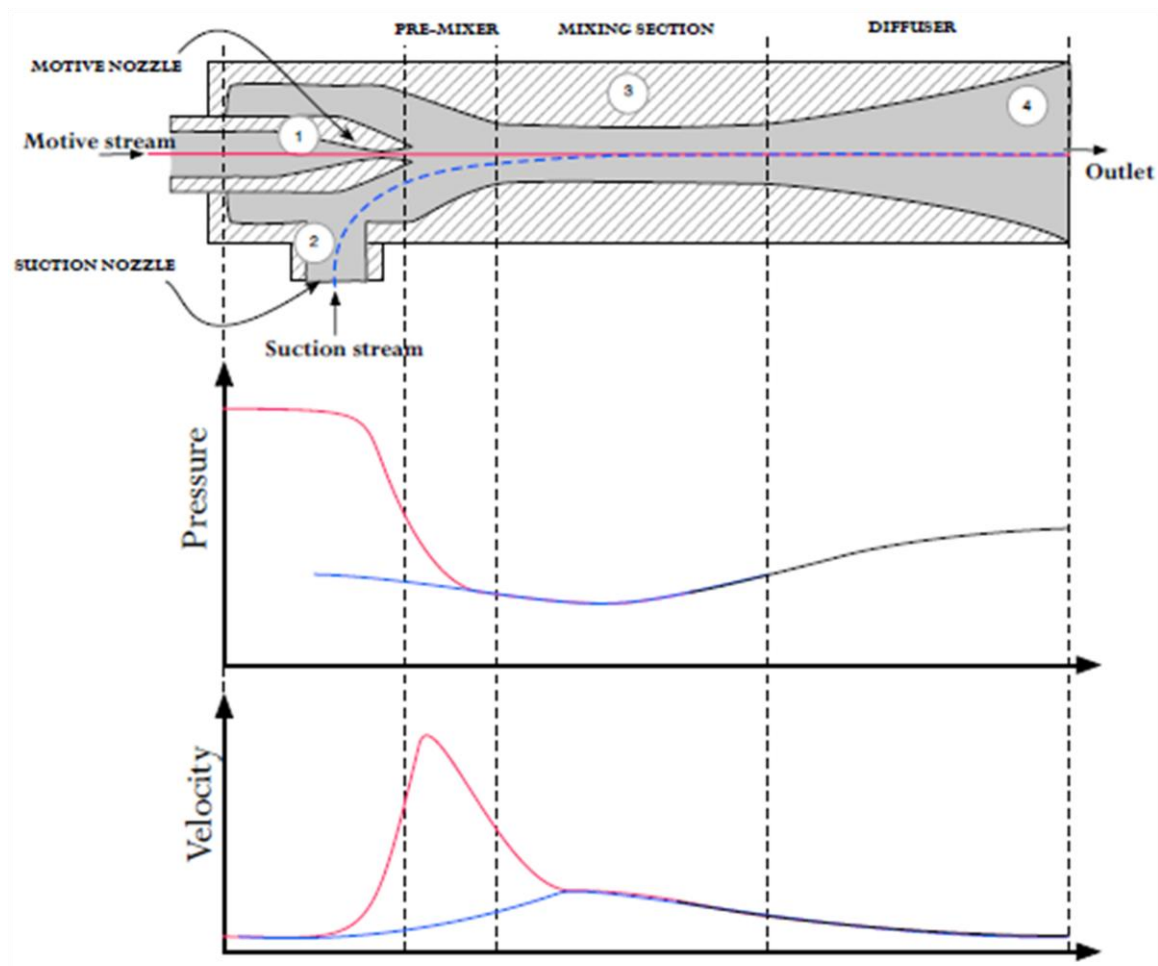 PRE-MIXER MIXING SECTION DIFFUSER
MOTIVE NOZZLE
3
4
1
Motive stream
Outlet
2
SUCTION NOZZLE
Suction stream
Pressure
Velocity